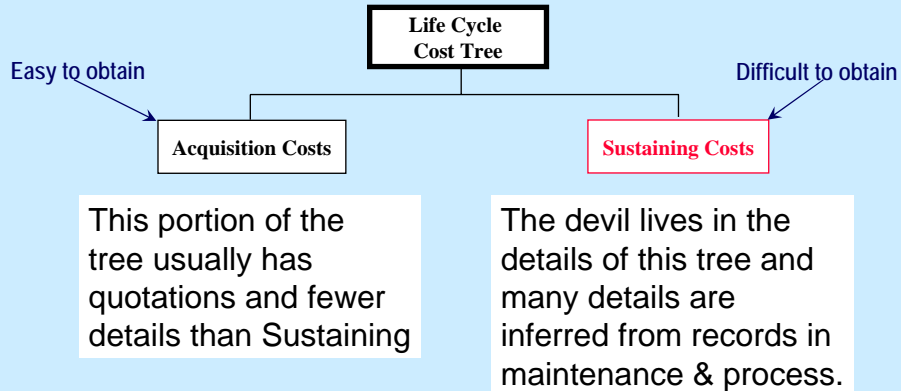 Life Cycle
Cost Tree
Easy to obtain
Difficult to obtain
Acquisition Costs
Sustaining Costs
This portion of the
tree usually has
quotations and fewer
details than Sustaining
The devil lives in the
details of this tree and
many details are
inferred from records in
maintenance & process.